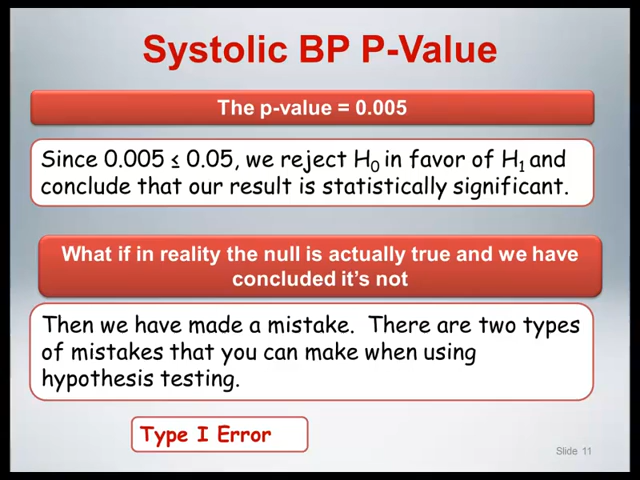 Systolic BP P-Value
The p-value = 0.005
Since 0.005 ≤ 0.05, we reject H₀ in favor of H₁ and
conclude that our result is statistically significant.
What if in reality the null is actually true and we have
concluded it’s not
Then we have made a mistake.  There are two types
of mistakes that you can make when using
hypothesis testing.
Type I Error
Slide 11